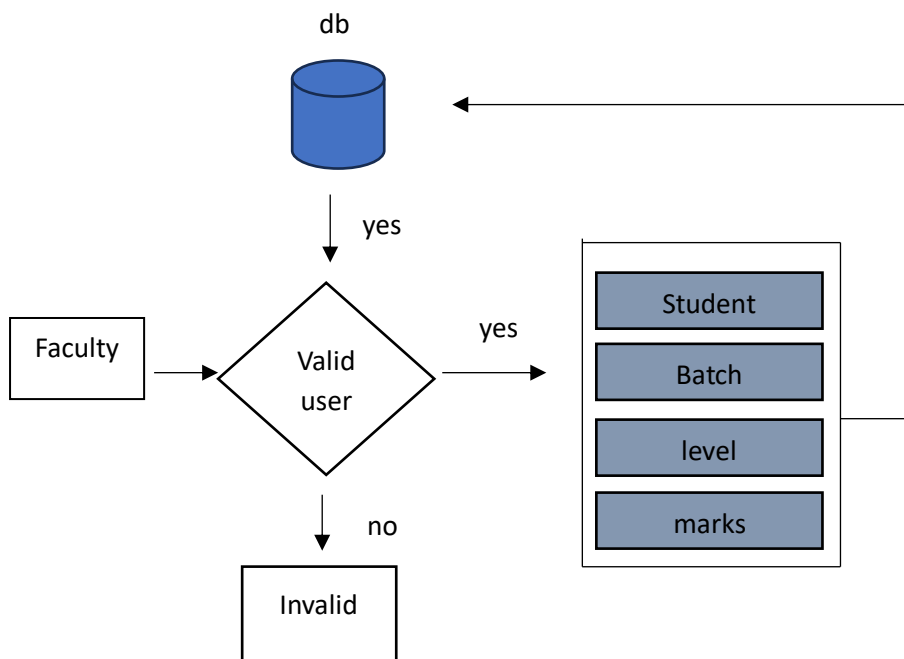 db
yes
Faculty
Valid
user
yes
Student
Batch
level
marks
no
Invalid